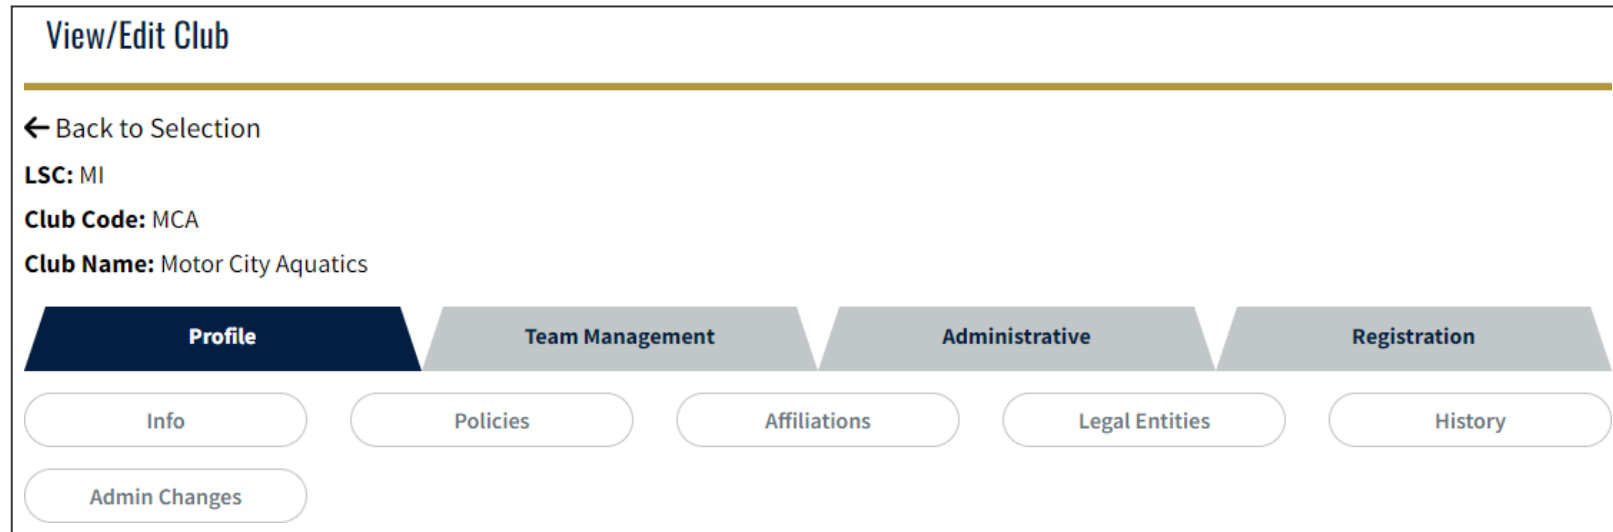 View/Edit Club
Back to Selection
LSC: MI
Club Code: MCA
Club Name: Motor City Aquatics
Profile Team Management Administrative Registration
Info Policies Affiliations Legal Entities History
Admin Changes